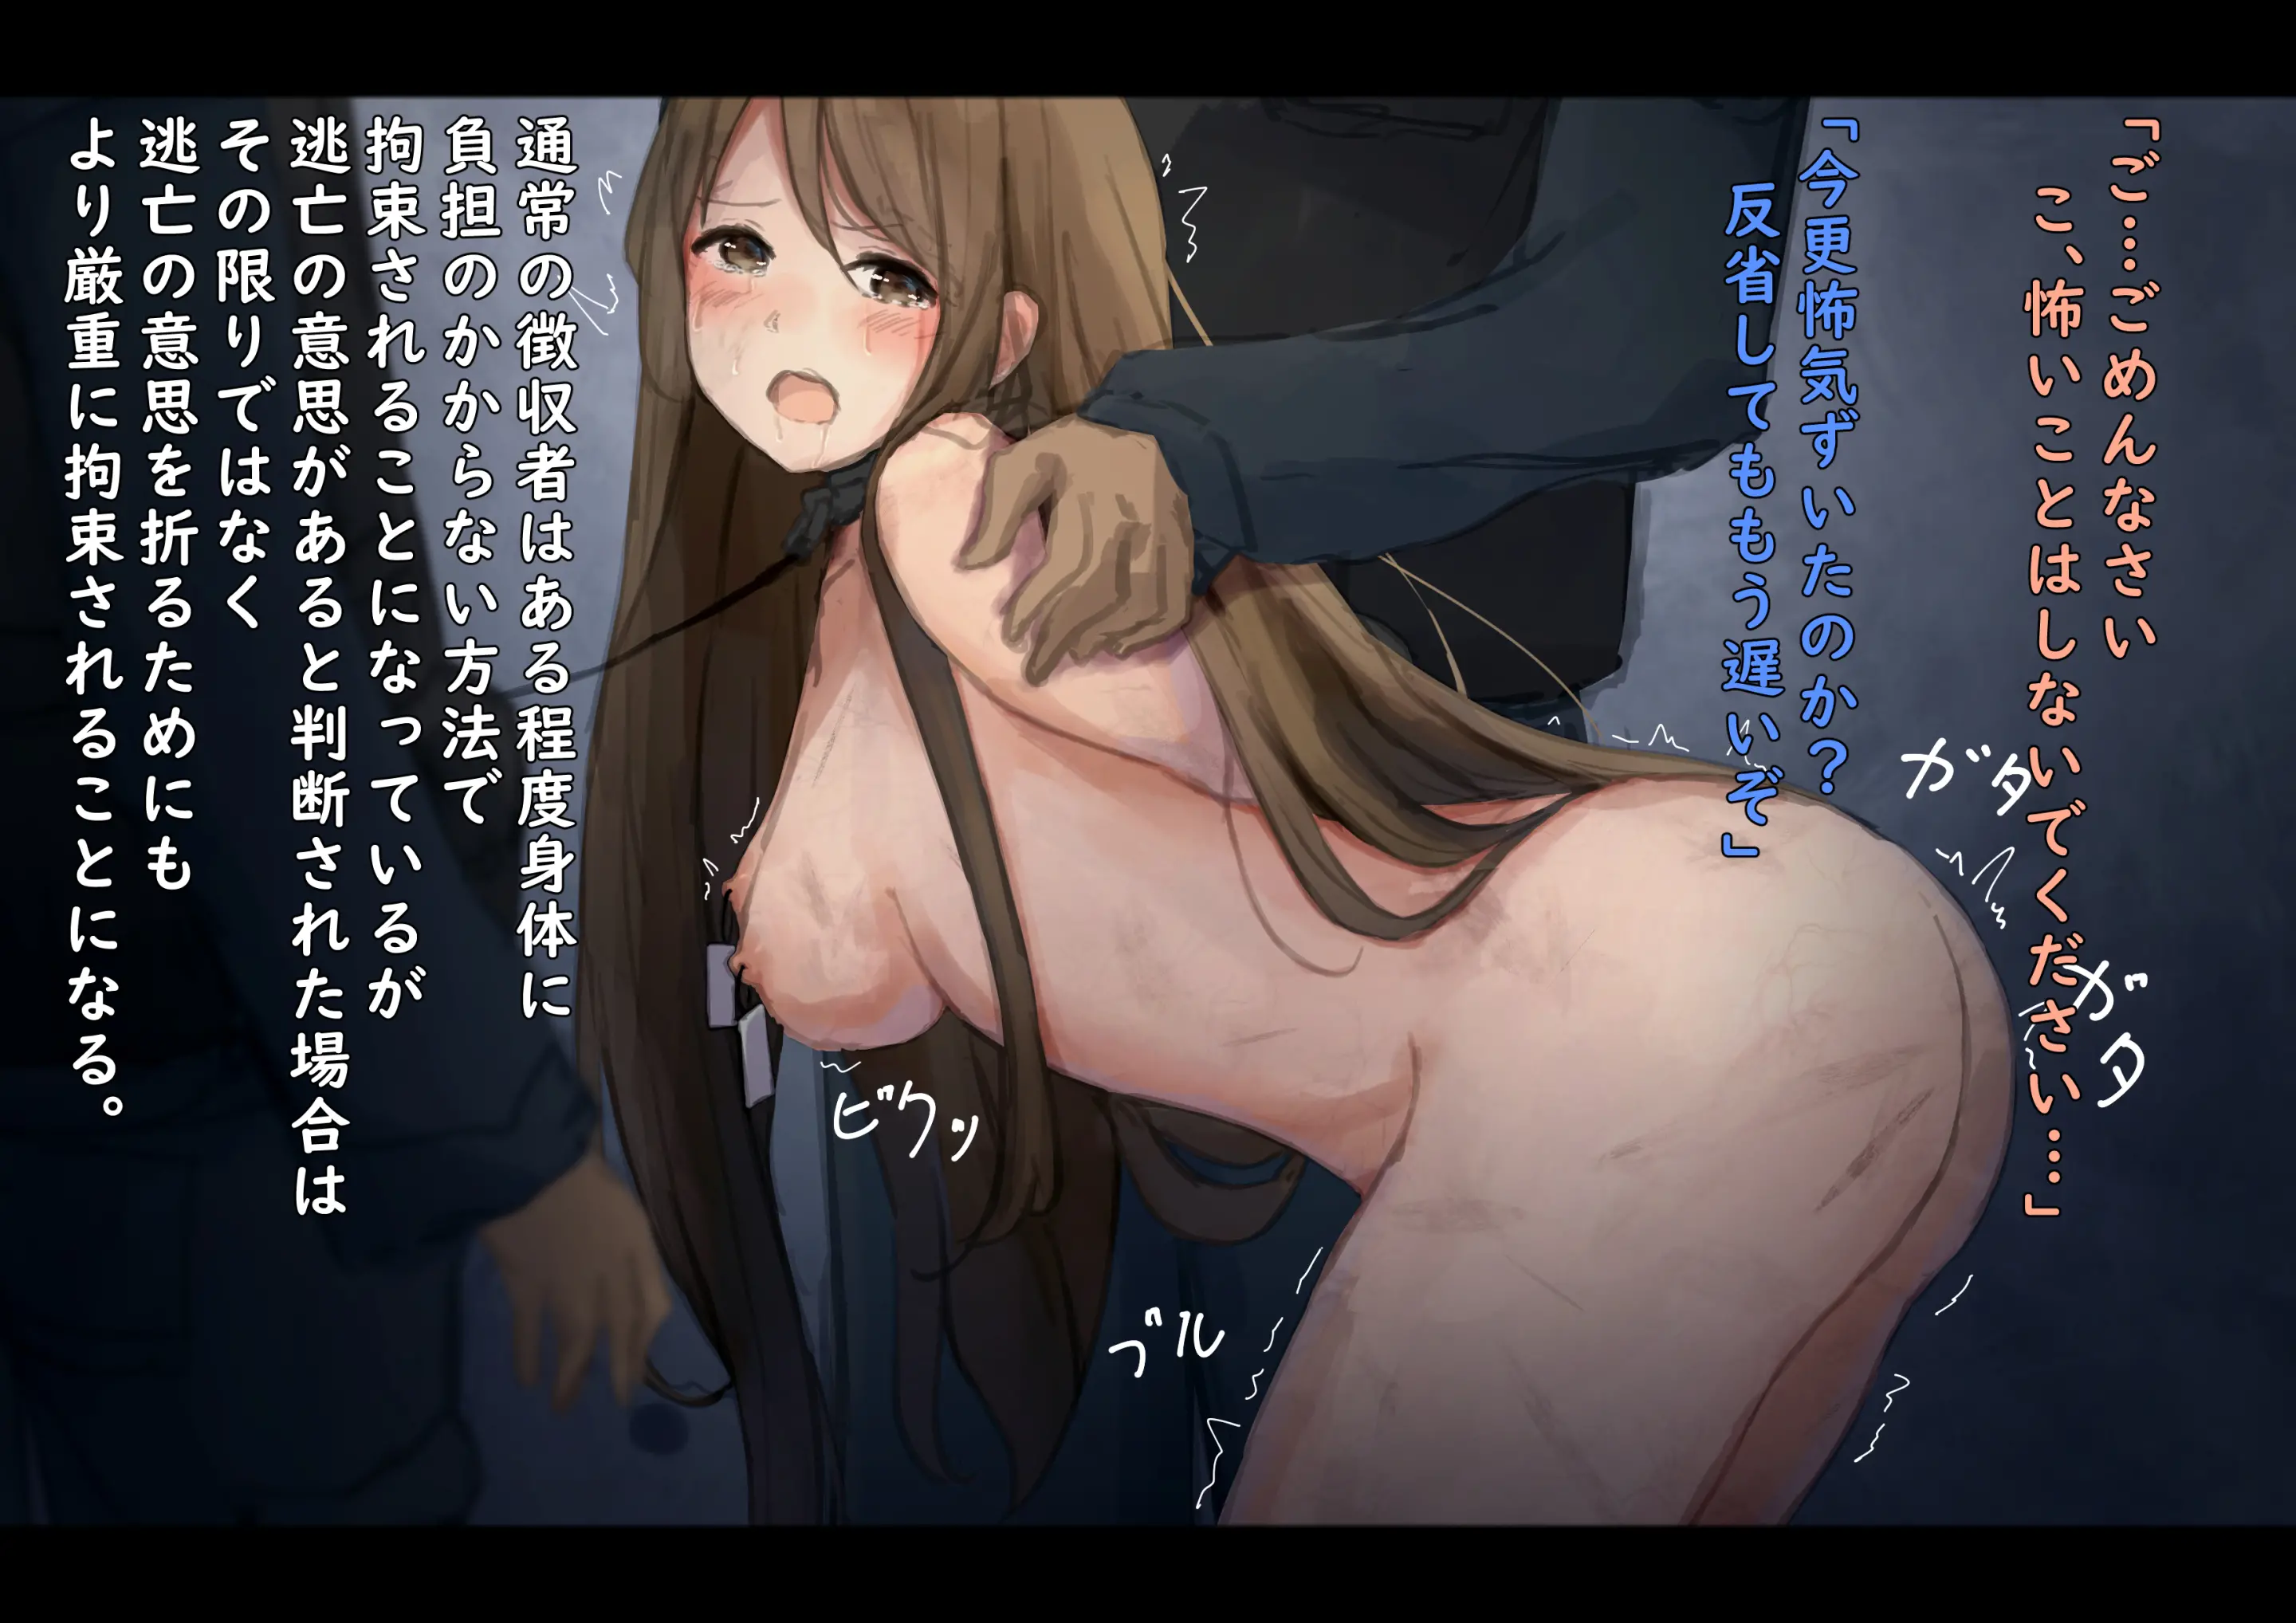 「ご…ごめんなさい
こ、怖いことはしないでください…」
「今更怖気ずいたのか？
反省してももう遅いぞ」
ガタ
ガタ
ビクッ
ブル
通常の徴収者はある程度身体に
負担のかからない方法で
拘束されることになっているが
逃亡の意思があると判断された場合は
その限りではなく
逃亡の意思を折るためにも
より厳重に拘束されることになる。